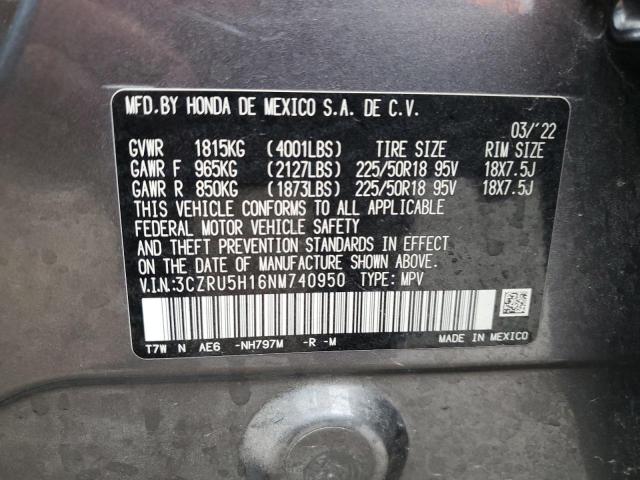 MFD.BY HONDA DE MEXICO S.A. DE C.V.
03/'22
GVWR 1815KG (4001LBS) TIRE SIZE RIM SIZE
GAWR F 965KG (2127LBS) 225/50R18 95V 18X7.5J
GAWR R 850KG (1873LBS) 225/50R18 95V 18X7.5J
THIS VEHICLE CONFORMS TO ALL APPLICABLE
FEDERAL MOTOR VEHICLE SAFETY
AND THEFT PREVENTION STANDARDS IN EFFECT
ON THE DATE OF MANUFACTURE SHOWN ABOVE.
V.I.N.:3CZRU5H16NM740950 TYPE: MPV
T7W N AE6 -NH797M -R -M MADE IN MEXICO